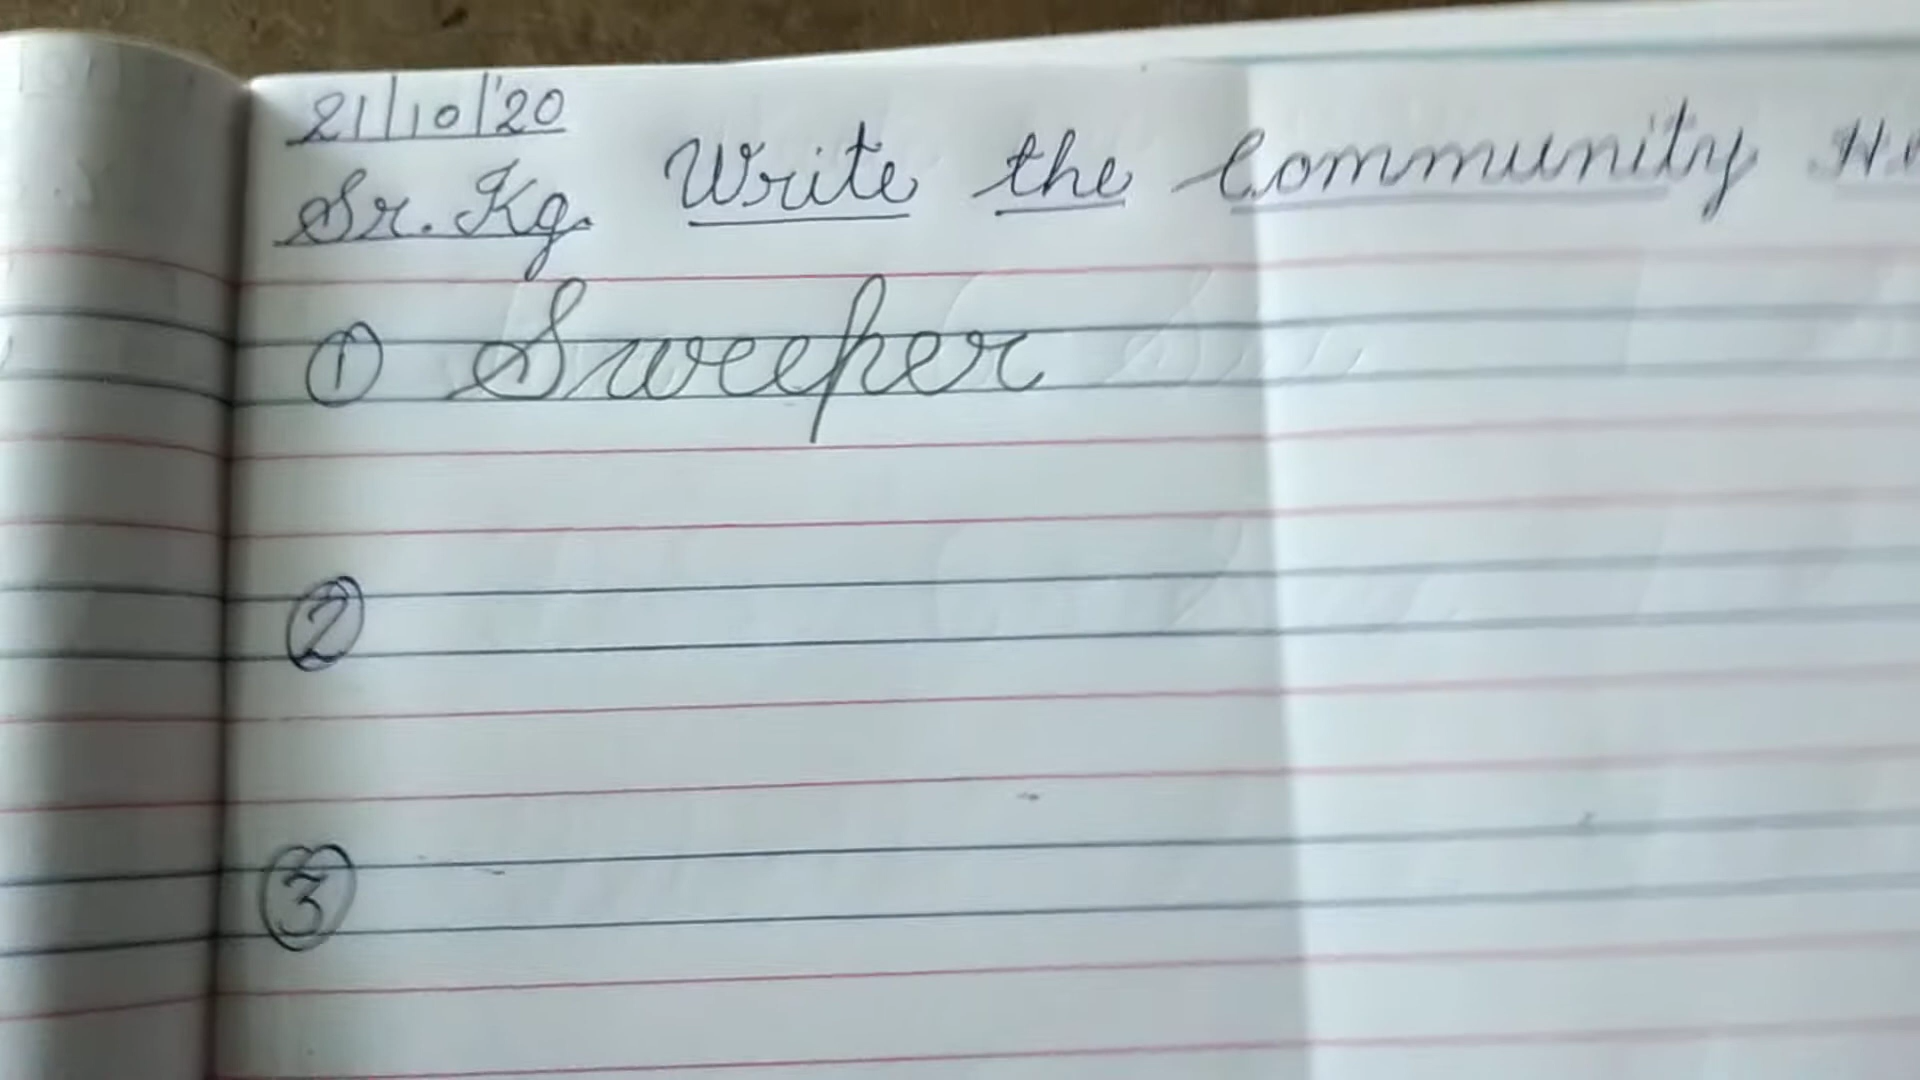 21/10/'20
Sr. Kg. Write the Community
① Sweeper
②
③